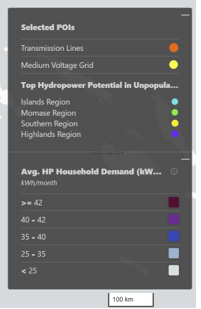 Selected POIs
Transmission Lines
Medium Voltage Grid
Top Hydropower Potential in Unpopula...
Islands Region
Momase Region
Southern Region
Highlands Region
Avg. HP Household Demand (kW...
kWh/month
>= 42
40 - 42
35 - 40
25 - 35
< 25
100 km